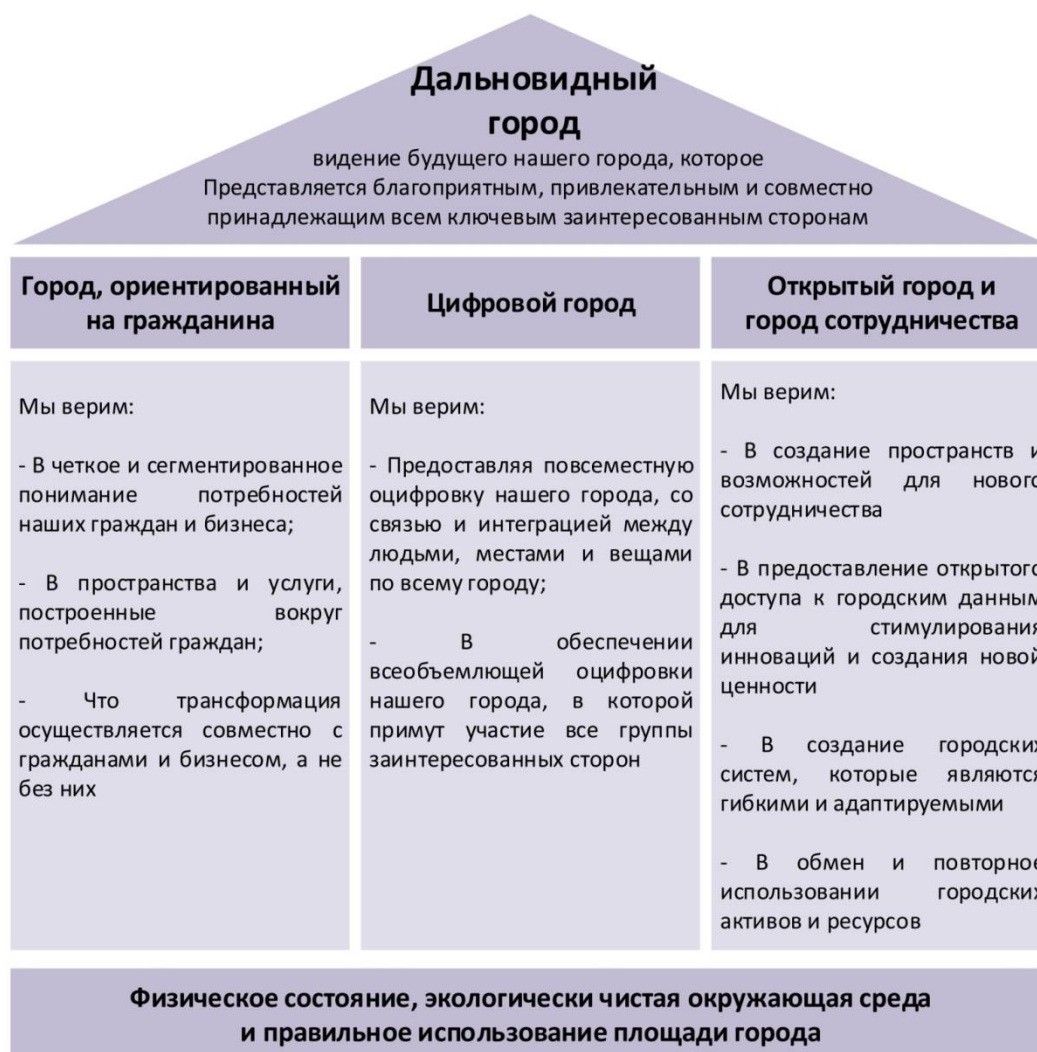 Дальновидный
город
видение будущего нашего города, которое
Представляется благоприятным, привлекательным и совместно
принадлежащим всем ключевым заинтересованным сторонам
Город, ориентированный
на гражданина
Цифровой город
Открытый город и
город сотрудничества
Мы верим:
- В четкое и сегментированное
понимание потребностей
наших граждан и бизнеса;
- В пространства и услуги,
построенные вокруг
потребностей граждан;
- Что трансформация
осуществляется совместно с
гражданами и бизнесом, а не
без них
Мы верим:
- Предоставляя повсеместную
оцифровку нашего города, со
связью и интеграцией между
людьми, местами и вещами
по всему городу;
- В обеспечении
всеобъемлющей оцифровки
нашего города, в которой
примут участие все группы
заинтересованных сторон
Мы верим:
- В создание пространств и
возможностей для нового
сотрудничества
- В предоставление открытого
доступа к городским данным
для стимулирования
инноваций и создания новой
ценности
- В создание городских
систем, которые являются
гибкими и адаптируемыми
- В обмен и повторное
использовании городских
активов и ресурсов
Физическое состояние, экологически чистая окружающая среда
и правильное использование площади города